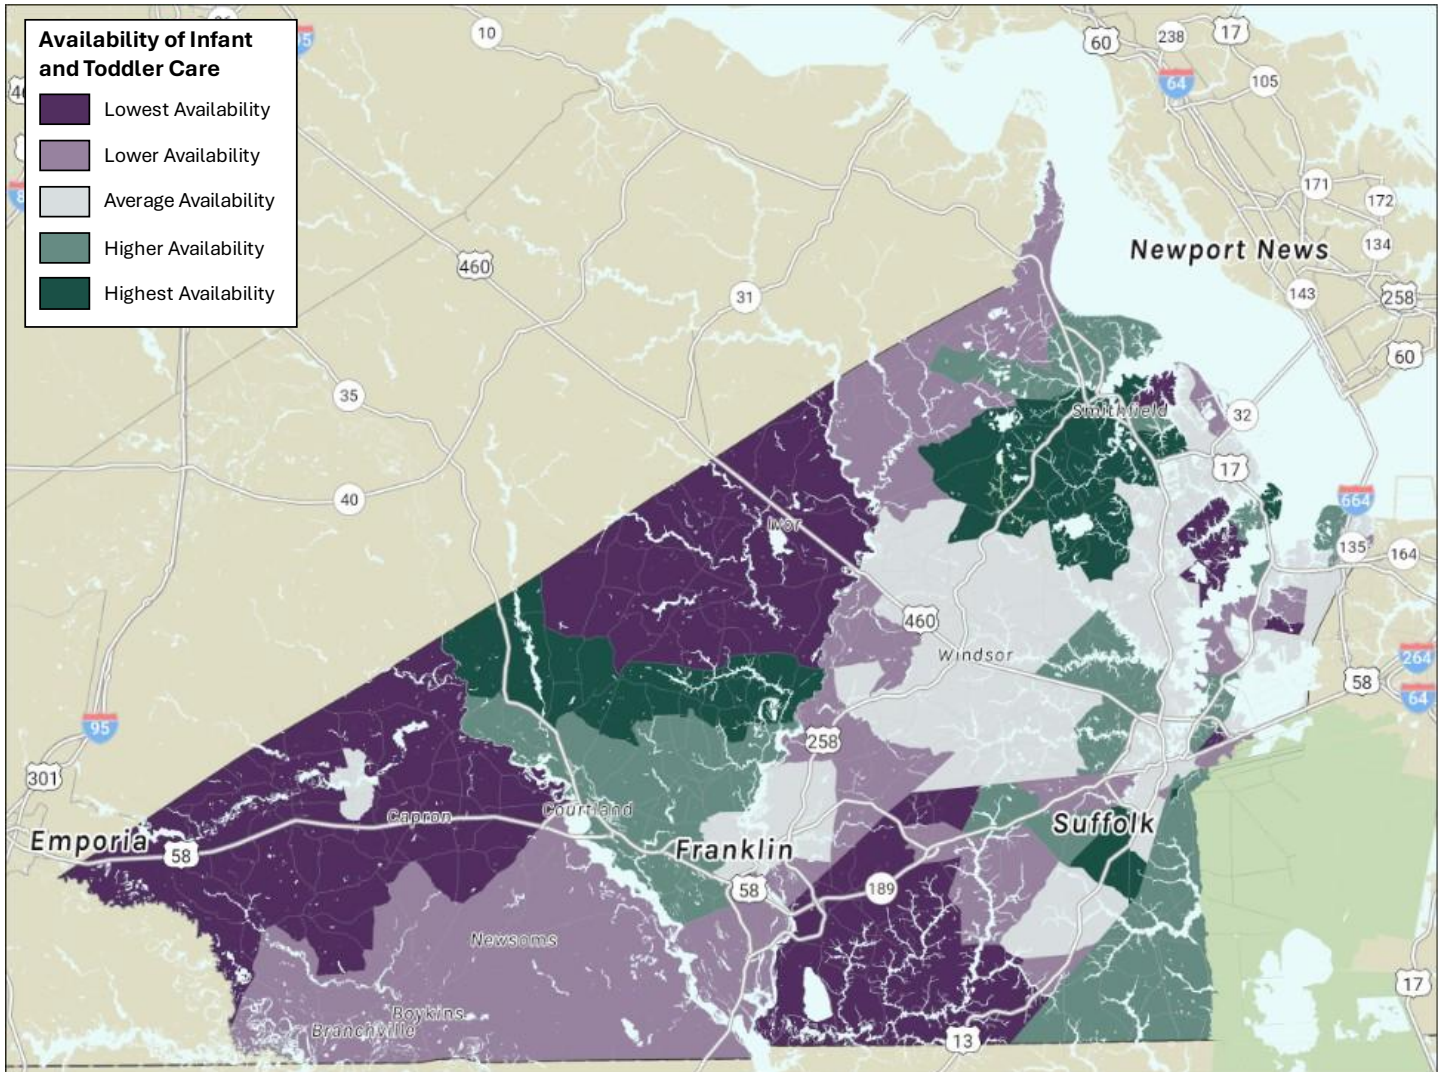 Availability of Infant
and Toddler Care
Lowest Availability
Lower Availability
Average Availability
Higher Availability
Highest Availability
10
60
238
17
64
105
171
172
134
Newport News
460
31
143
258
60
35
Smithfield
32
17
40
664
Ivor
135
164
460
Windsor
264
58
64
95
258
301
Capron
Courtland
Emporia
58
Franklin
Suffolk
58
189
Newsoms
17
Boykins
Branchville
13